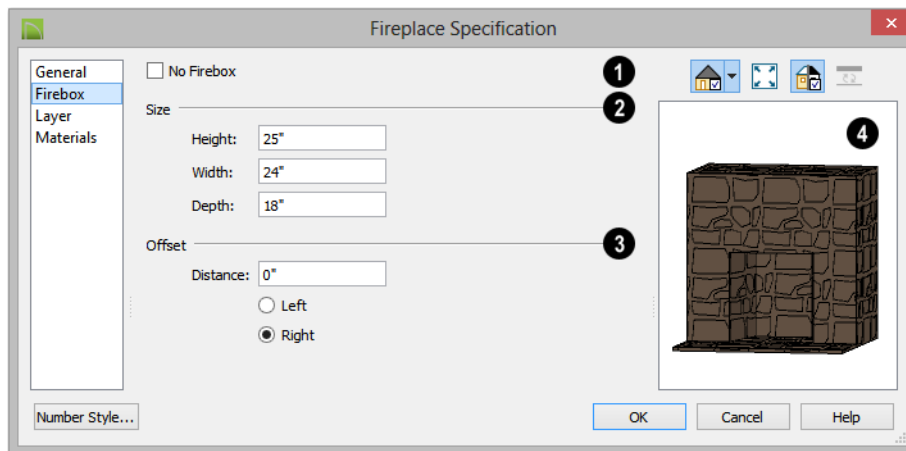 Fireplace Specification
General
Firebox
Layer
Materials
No Firebox
1
Size
2
Height: 25"
Width: 24"
Depth: 18"
Offset
3
Distance: 0"
Left
Right
4
Number Style...
OK
Cancel
Help